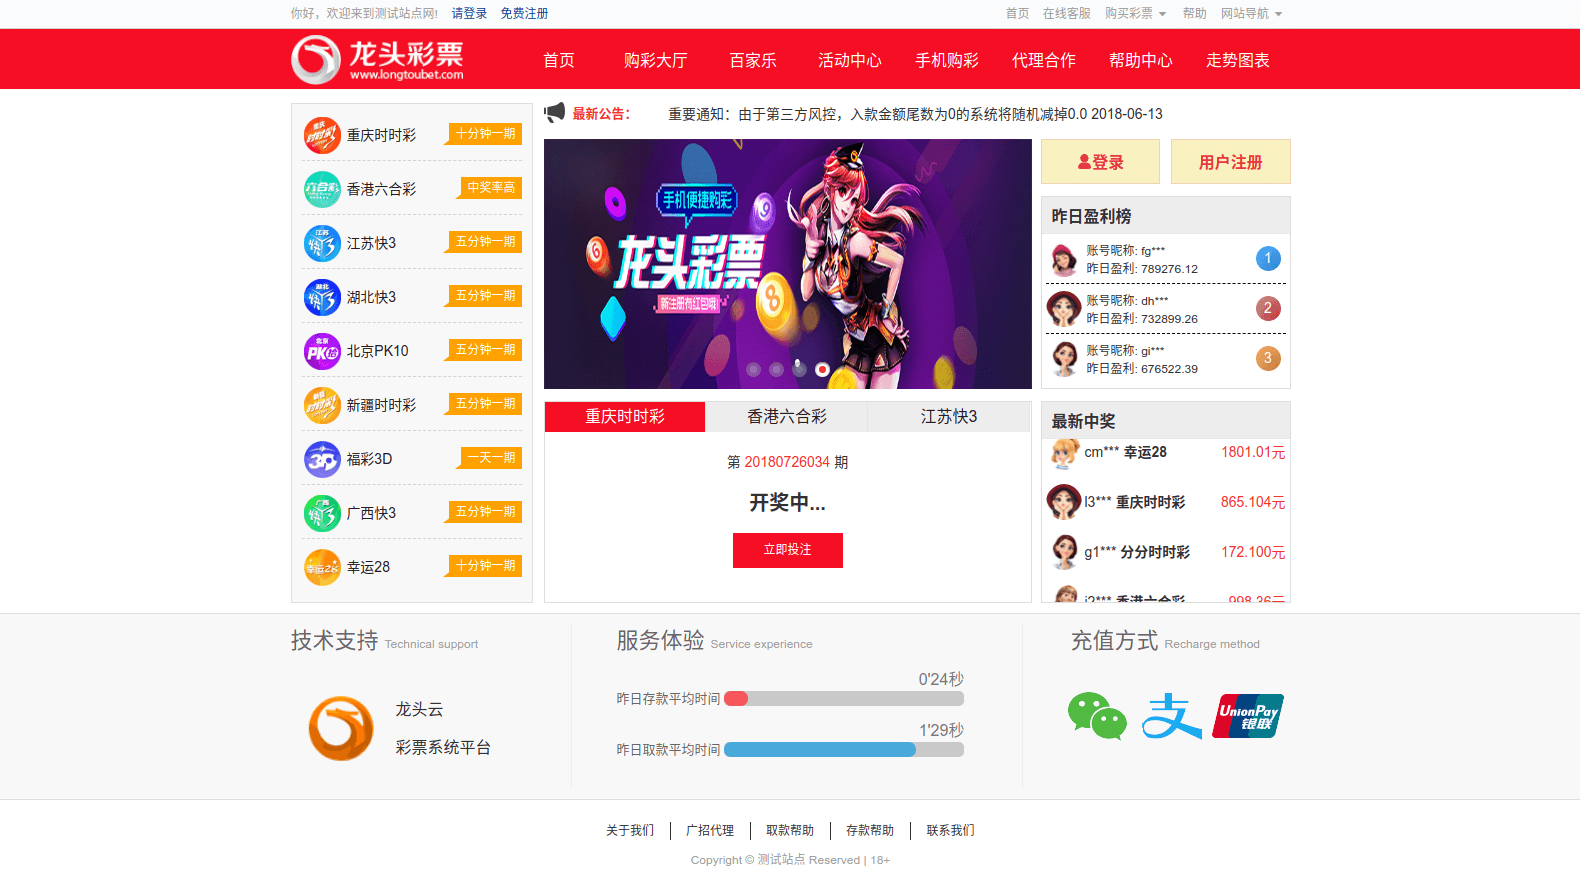 你好，欢迎来到测试站点网! 请登录 免费注册 首页 在线客服 购买彩票 帮助 网站导航
龙头彩票
www.longtoubet.com
首页 购彩大厅 百家乐 活动中心 手机购彩 代理合作 帮助中心 走势图表
重庆时时彩 十分钟一期
香港六合彩 中奖率高
江苏快3 五分钟一期
湖北快3 五分钟一期
北京PK10 五分钟一期
新疆时时彩 五分钟一期
福彩3D 一天一期
广西快3 五分钟一期
幸运28 十分钟一期
最新公告： 重要通知：由于第三方风控，入款金额尾数为0的系统将随机减掉0.0 2018-06-13
手机便捷购彩
龙头彩票
新注册有红包哦!
9
6
8
登录 用户注册
昨日盈利榜
账号昵称: fg***
昨日盈利: 789276.12
1
账号昵称: dh***
昨日盈利: 732899.26
2
账号昵称: gi***
昨日盈利: 676522.39
3
重庆时时彩 香港六合彩 江苏快3
第 20180726034 期
开奖中...
立即投注
最新中奖
cm*** 幸运28 1801.01元
l3*** 重庆时时彩 865.104元
g1*** 分分时时彩 172.100元
i2*** 香港六合彩 998.36元
技术支持 Technical support
龙头云
彩票系统平台
服务体验 Service experience
0'24秒
昨日存款平均时间
1'29秒
昨日取款平均时间
充值方式 Recharge method
支
UnionPay
银联
关于我们 广招代理 取款帮助 存款帮助 联系我们
Copyright © 测试站点 Reserved | 18+